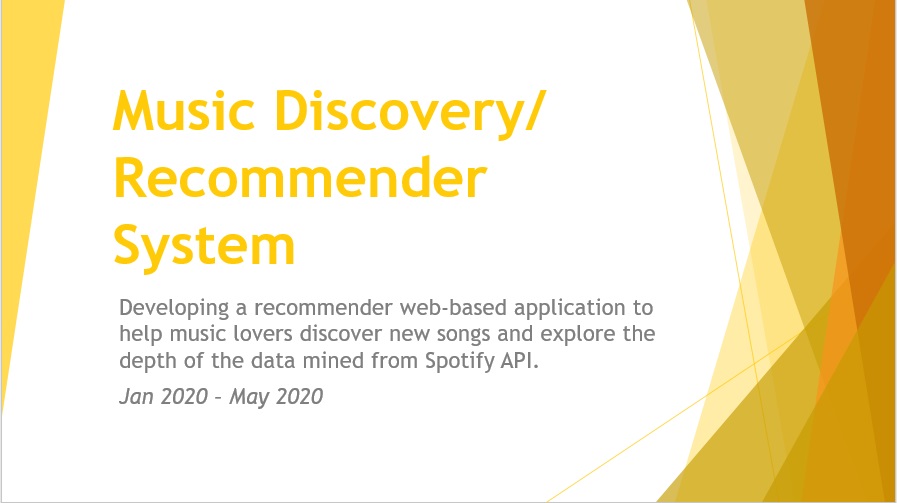 Music Discovery/
Recommender
System
Developing a recommender web-based application to
help music lovers discover new songs and explore the
depth of the data mined from Spotify API.
Jan 2020 – May 2020